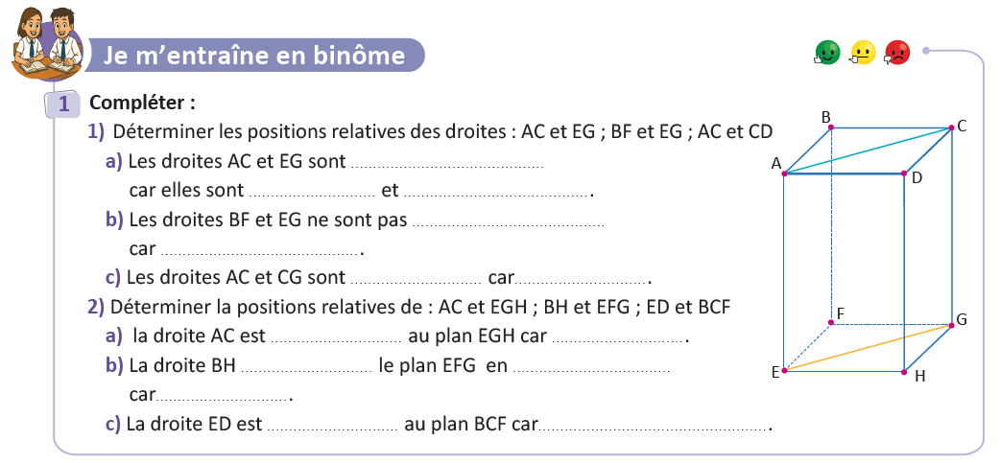 Je m'entraîne en binôme
1 Compléter :
1) Déterminer les positions relatives des droites : AC et EG ; BF et EG ; AC et CD
a) Les droites AC et EG sont ........................................
car elles sont .......................... et ...................................... .
b) Les droites BF et EG ne sont pas ........................................
car ......................................... .
c) Les droites AC et CG sont ........................... car........................... .
2) Déterminer la positions relatives de : AC et EGH ; BH et EFG ; ED et BCF
a) la droite AC est ........................... au plan EGH car ........................... .
b) La droite BH ........................... le plan EFG en .................................
car........................... .
c) La droite ED est ........................... au plan BCF car............................................... .
B
C
A
D
F
G
E
H